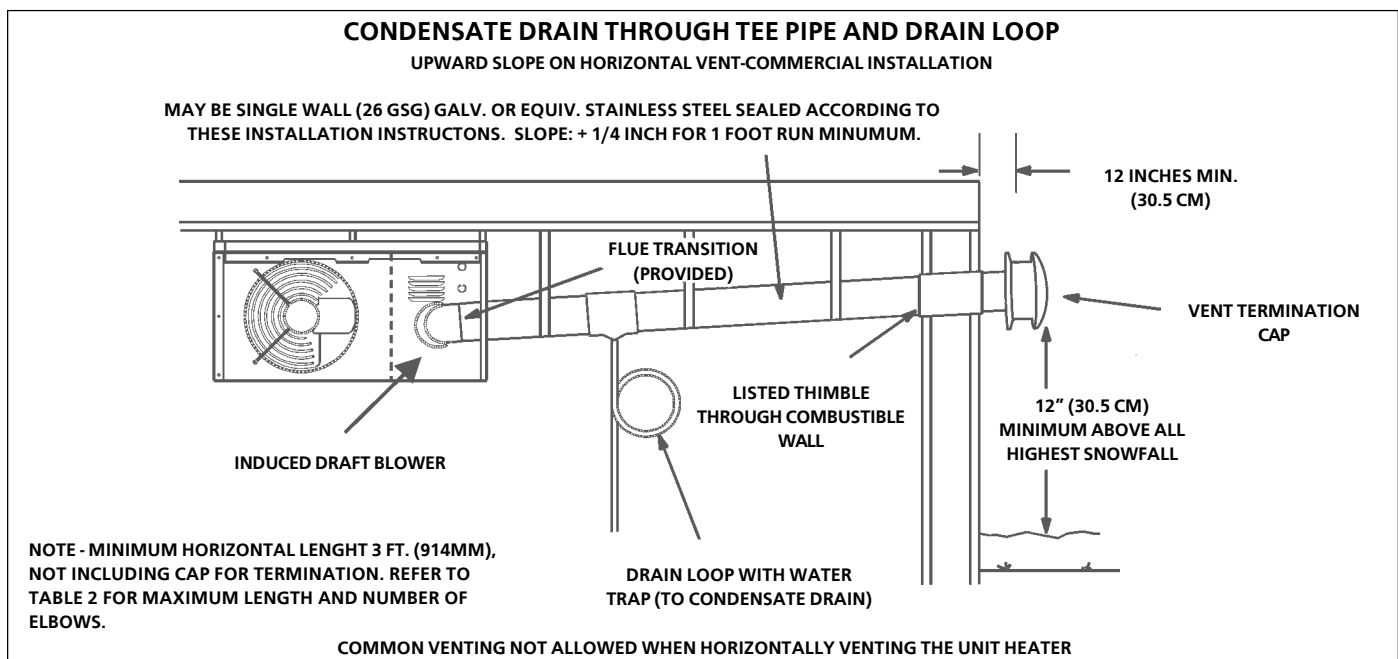 CONDENSATE DRAIN THROUGH TEE PIPE AND DRAIN LOOP
UPWARD SLOPE ON HORIZONTAL VENT-COMMERCIAL INSTALLATION
MAY BE SINGLE WALL (26 GSG) GALV. OR EQUIV. STAINLESS STEEL SEALED ACCORDING TO
THESE INSTALLATION INSTRUCTONS. SLOPE: + 1/4 INCH FOR 1 FOOT RUN MINUMUM.
12 INCHES MIN.
(30.5 CM)
FLUE TRANSITION
(PROVIDED)
VENT TERMINATION
CAP
LISTED THIMBLE
THROUGH COMBUSTIBLE
WALL
12” (30.5 CM)
MINIMUM ABOVE ALL
HIGHEST SNOWFALL
INDUCED DRAFT BLOWER
NOTE - MINIMUM HORIZONTAL LENGHT 3 FT. (914MM),
NOT INCLUDING CAP FOR TERMINATION. REFER TO
TABLE 2 FOR MAXIMUM LENGTH AND NUMBER OF
ELBOWS.
DRAIN LOOP WITH WATER
TRAP (TO CONDENSATE DRAIN)
COMMON VENTING NOT ALLOWED WHEN HORIZONTALLY VENTING THE UNIT HEATER